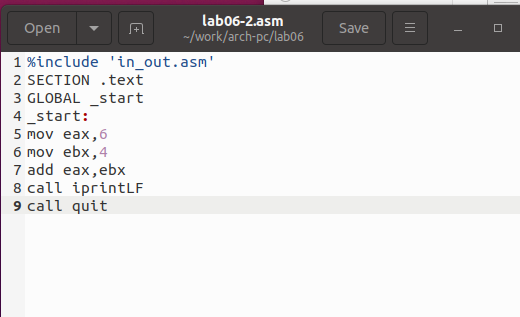 Open
lab06-2.asm
~/work/arch-pc/lab06
Save
1 %include 'in_out.asm'
2 SECTION .text
3 GLOBAL _start
4 _start:
5 mov eax,6
6 mov ebx,4
7 add eax,ebx
8 call iprintLF
9 call quit